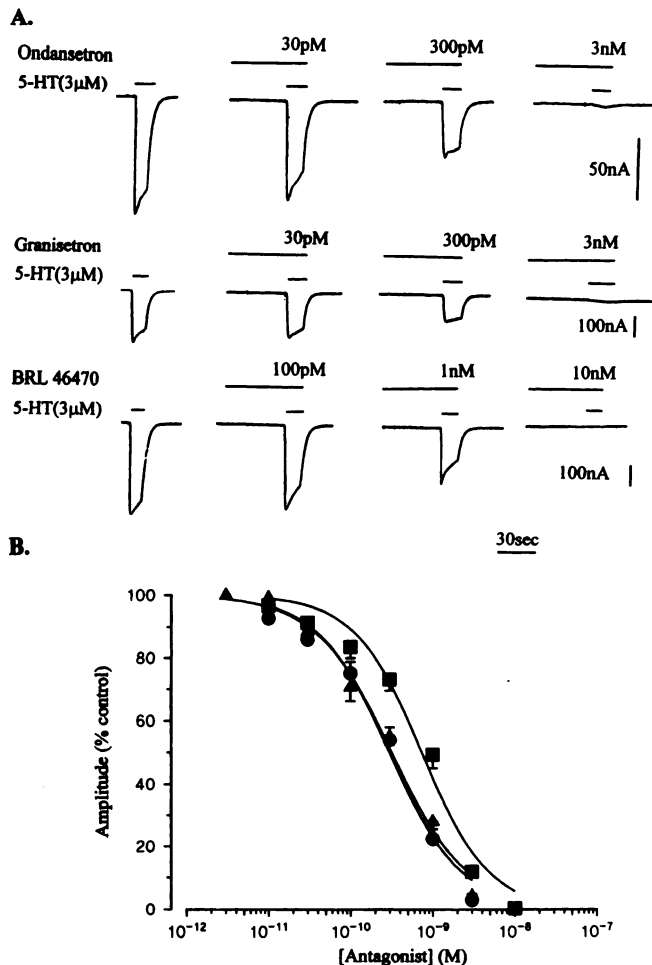 A.
Ondansetron 30pM 300pM 3nM
5-HT(3μM)
50nA
Granisetron 30pM 300pM 3nM
5-HT(3μM)
100nA
BRL 46470 100pM 1nM 10nM
5-HT(3μM)
100nA
30sec
B.
Amplitude (% control)
100
80
60
40
20
0
10⁻¹² 10⁻¹¹ 10⁻¹⁰ 10⁻⁹ 10⁻⁸ 10⁻⁷
[Antagonist] (M)